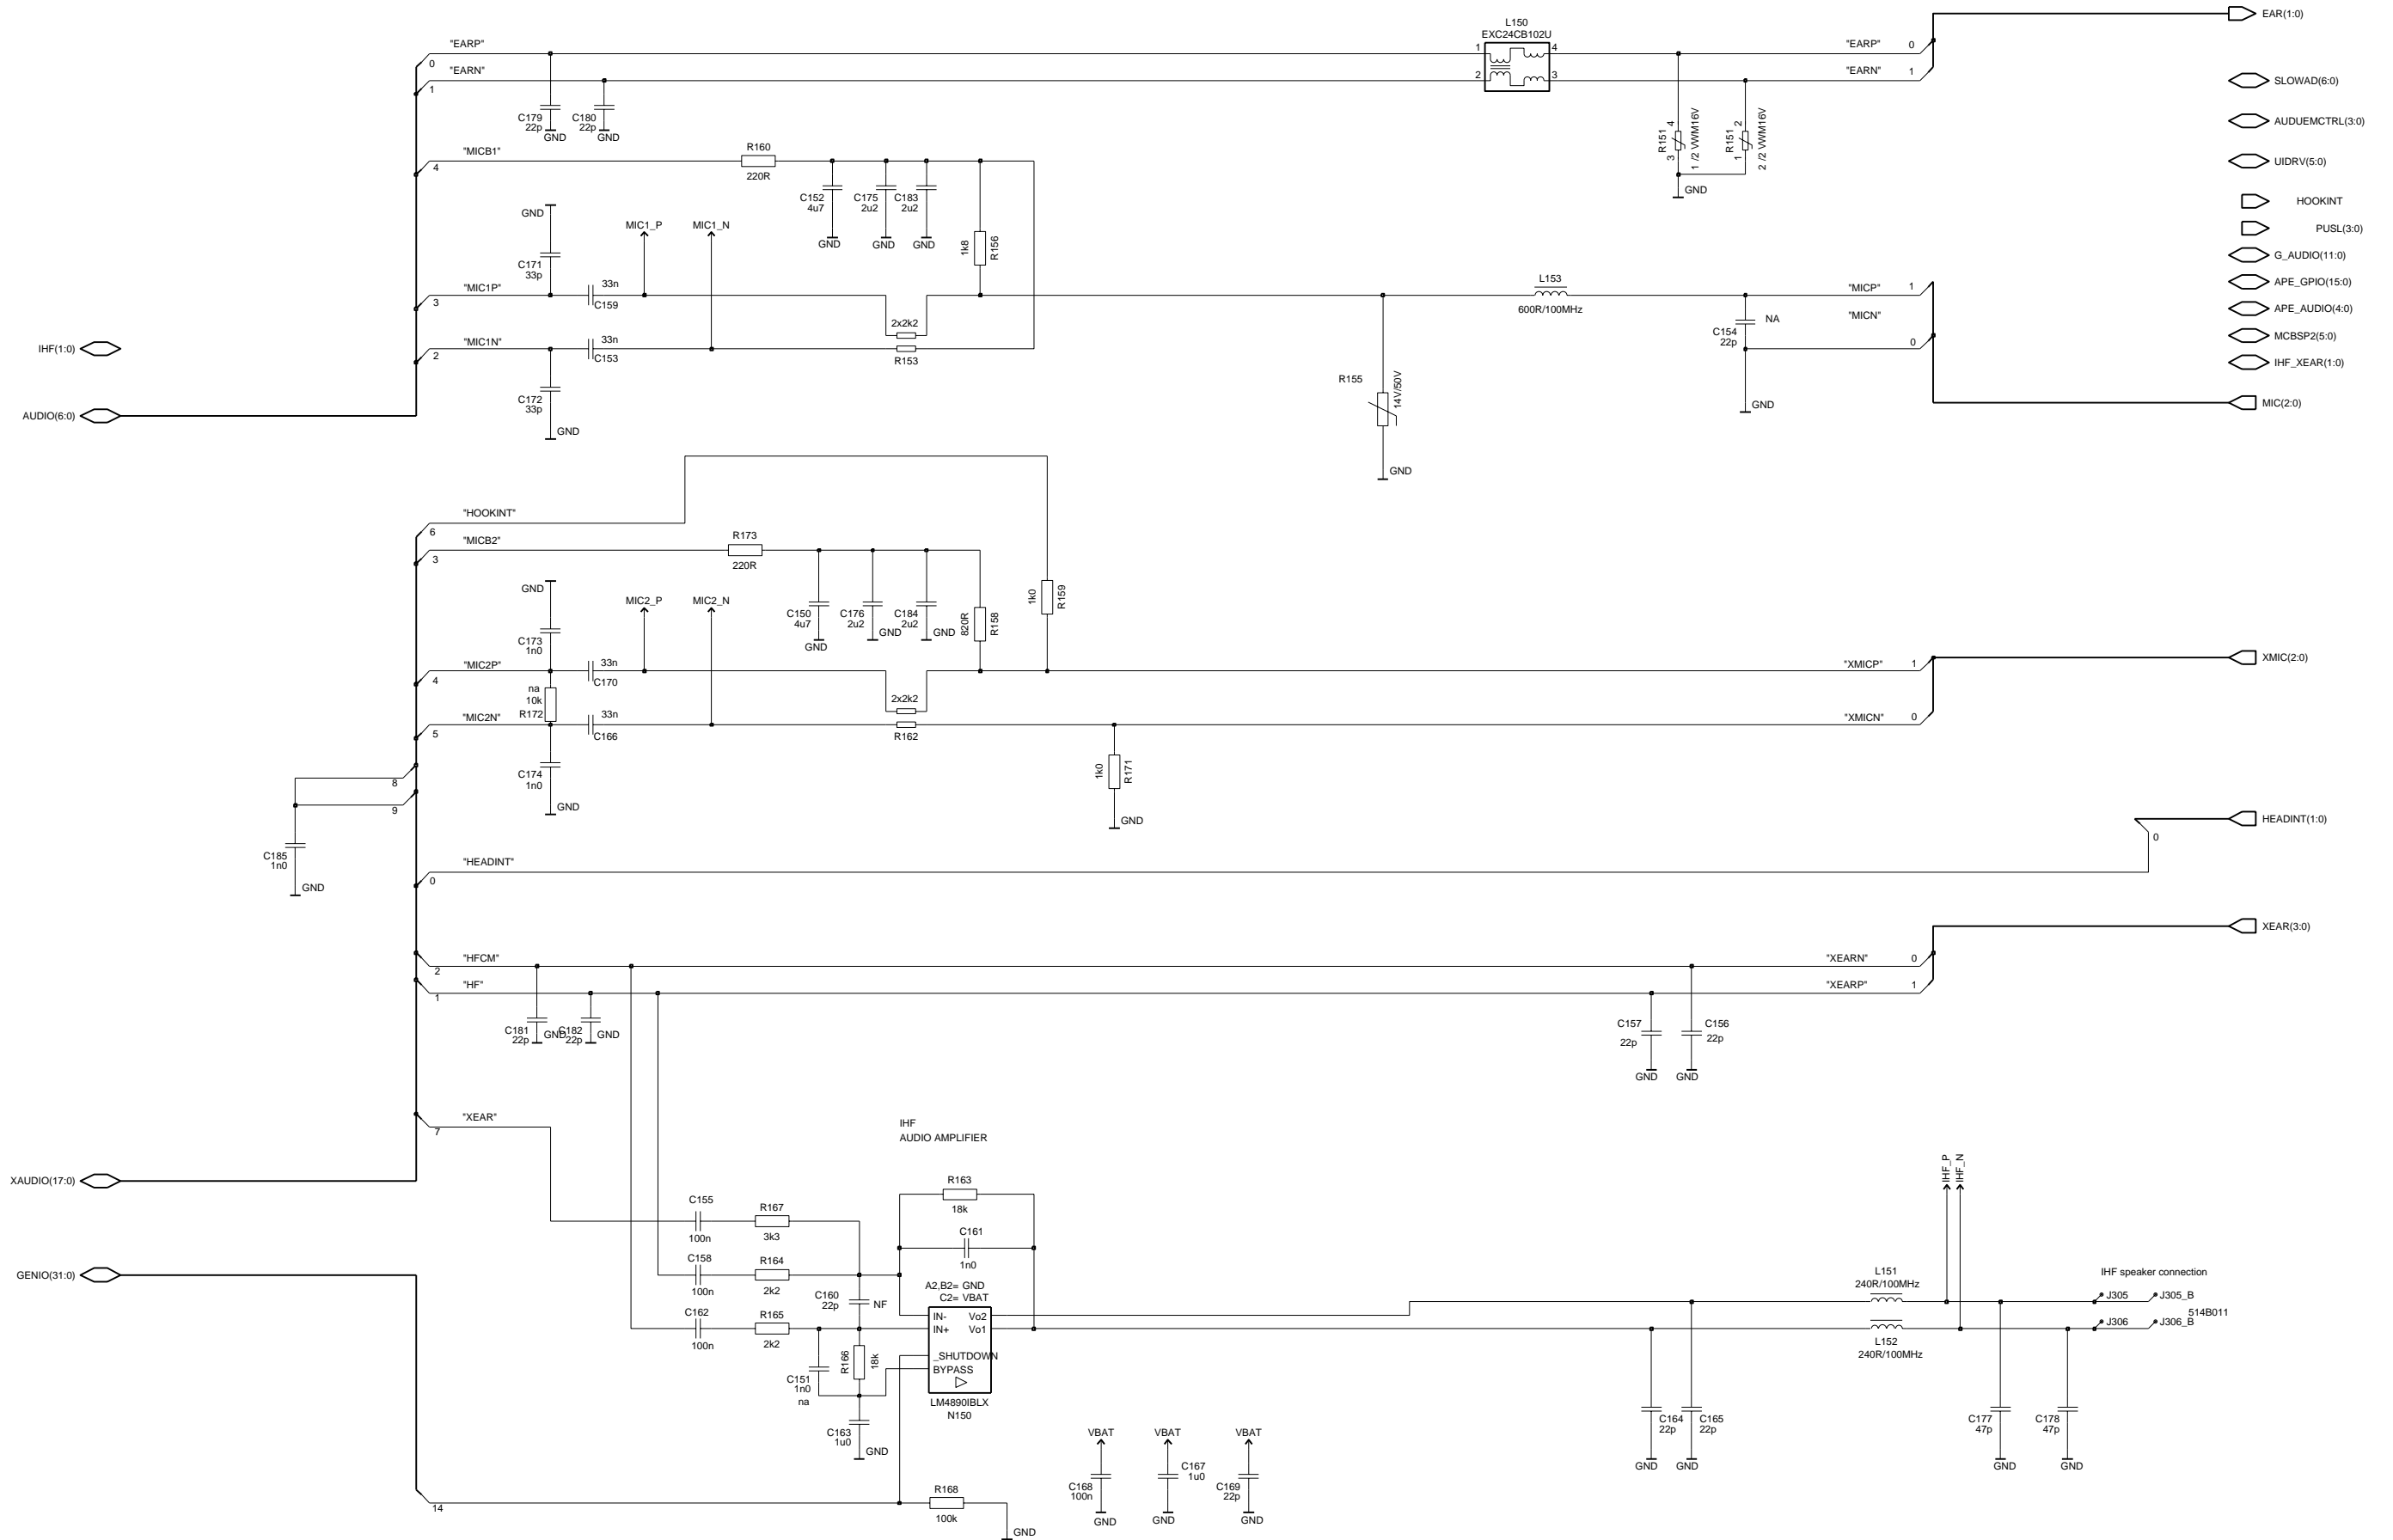 L150
EXC24CB102U
EAR(1:0)
"EARP"
0
1
4
"EARP"
0
"EARN"
1
2
3
"EARN"
1
SLOWAD(6:0)
C179
22p
GND
C180
22p
GND
R151
1 /2 VWM16V
4
3
R151
2 /2 VWM16V
2
1
GND
AUDUEMCTRL(3:0)
"MICB1"
4
R160
220R
UIDRV(5:0)
C152
4u7
GND
C175
2u2
GND
C183
2u2
GND
1k8
R156
HOOKINT
PUSL(3:0)
GND
C171
33p
MIC1_P
MIC1_N
G_AUDIO(11:0)
"MIC1P"
3
33n
C159
L153
600R/100MHz
"MICP"
1
APE_GPIO(15:0)
APE_AUDIO(4:0)
2x2k2
C154
22p
NA
"MICN"
0
MCBSP2(5:0)
IHF(1:0)
"MIC1N"
2
33n
C153
R153
IHF_XEAR(1:0)
C172
33p
GND
R155
14V/50V
GND
GND
MIC(2:0)
AUDIO(6:0)
"HOOKINT"
6
"MICB2"
3
R173
220R
GND
C173
1n0
MIC2_P
MIC2_N
C150
4u7
GND
C176
2u2
GND
C184
2u2
GND
820R
R158
1k0
R159
"MIC2P"
4
33n
C170
"XMICP"
1
XMIC(2:0)
na
10k
R172
2x2k2
"MIC2N"
5
33n
C166
R162
"XMICN"
0
C174
1n0
GND
1k0
R171
GND
8
9
C185
1n0
GND
HEADINT(1:0)
0
"HEADINT"
0
XEAR(3:0)
"HFCM"
2
"XEARN"
0
"HF"
1
"XEARP"
1
C181
22p
GND
C182
22p
GND
C157
22p
GND
C156
22p
GND
"XEAR"
7
IHF
AUDIO AMPLIFIER
XAUDIO(17:0)
IHF_P
IHF_N
R163
18k
C155
100n
R167
3k3
C161
1n0
C158
100n
R164
2k2
GENIO(31:0)
A2,B2= GND
C2= VBAT
C160
22p
NF
L151
240R/100MHz
IHF speaker connection
J305
J305_B
514B011
C162
100n
R165
2k2
IN-
Vo2
IN+
Vo1
_SHUTDOWN
BYPASS
LM4890IBLX
N150
L152
240R/100MHz
J306
J306_B
R166
18k
C151
1n0
na
C163
1u0
GND
C164
22p
GND
C165
22p
GND
C177
47p
GND
C178
47p
GND
VBAT
C168
100n
GND
VBAT
C167
1u0
GND
VBAT
C169
22p
GND
14
R168
100k
GND